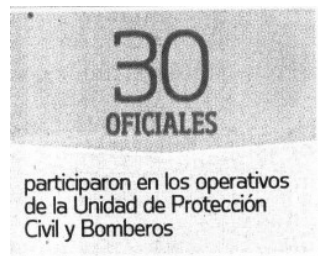 30
OFICIALES
participaron en los operativos
de la Unidad de Protección
Civil y Bomberos